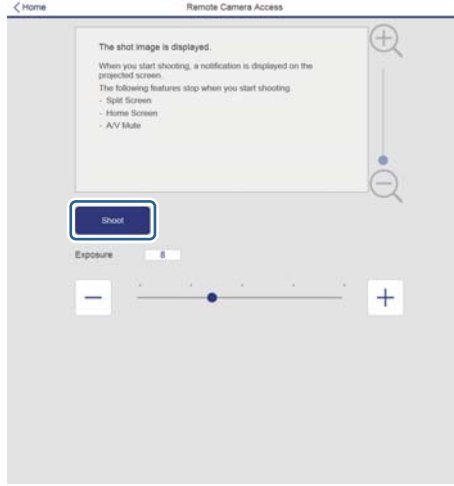 < Home
Remote Camera Access
The shot image is displayed.
When you start shooting, a notification is displayed on the
projected screen.
The following features stop when you start shooting.
- Split Screen
- Home Screen
- A/V Mute
Shoot
Exposure 8